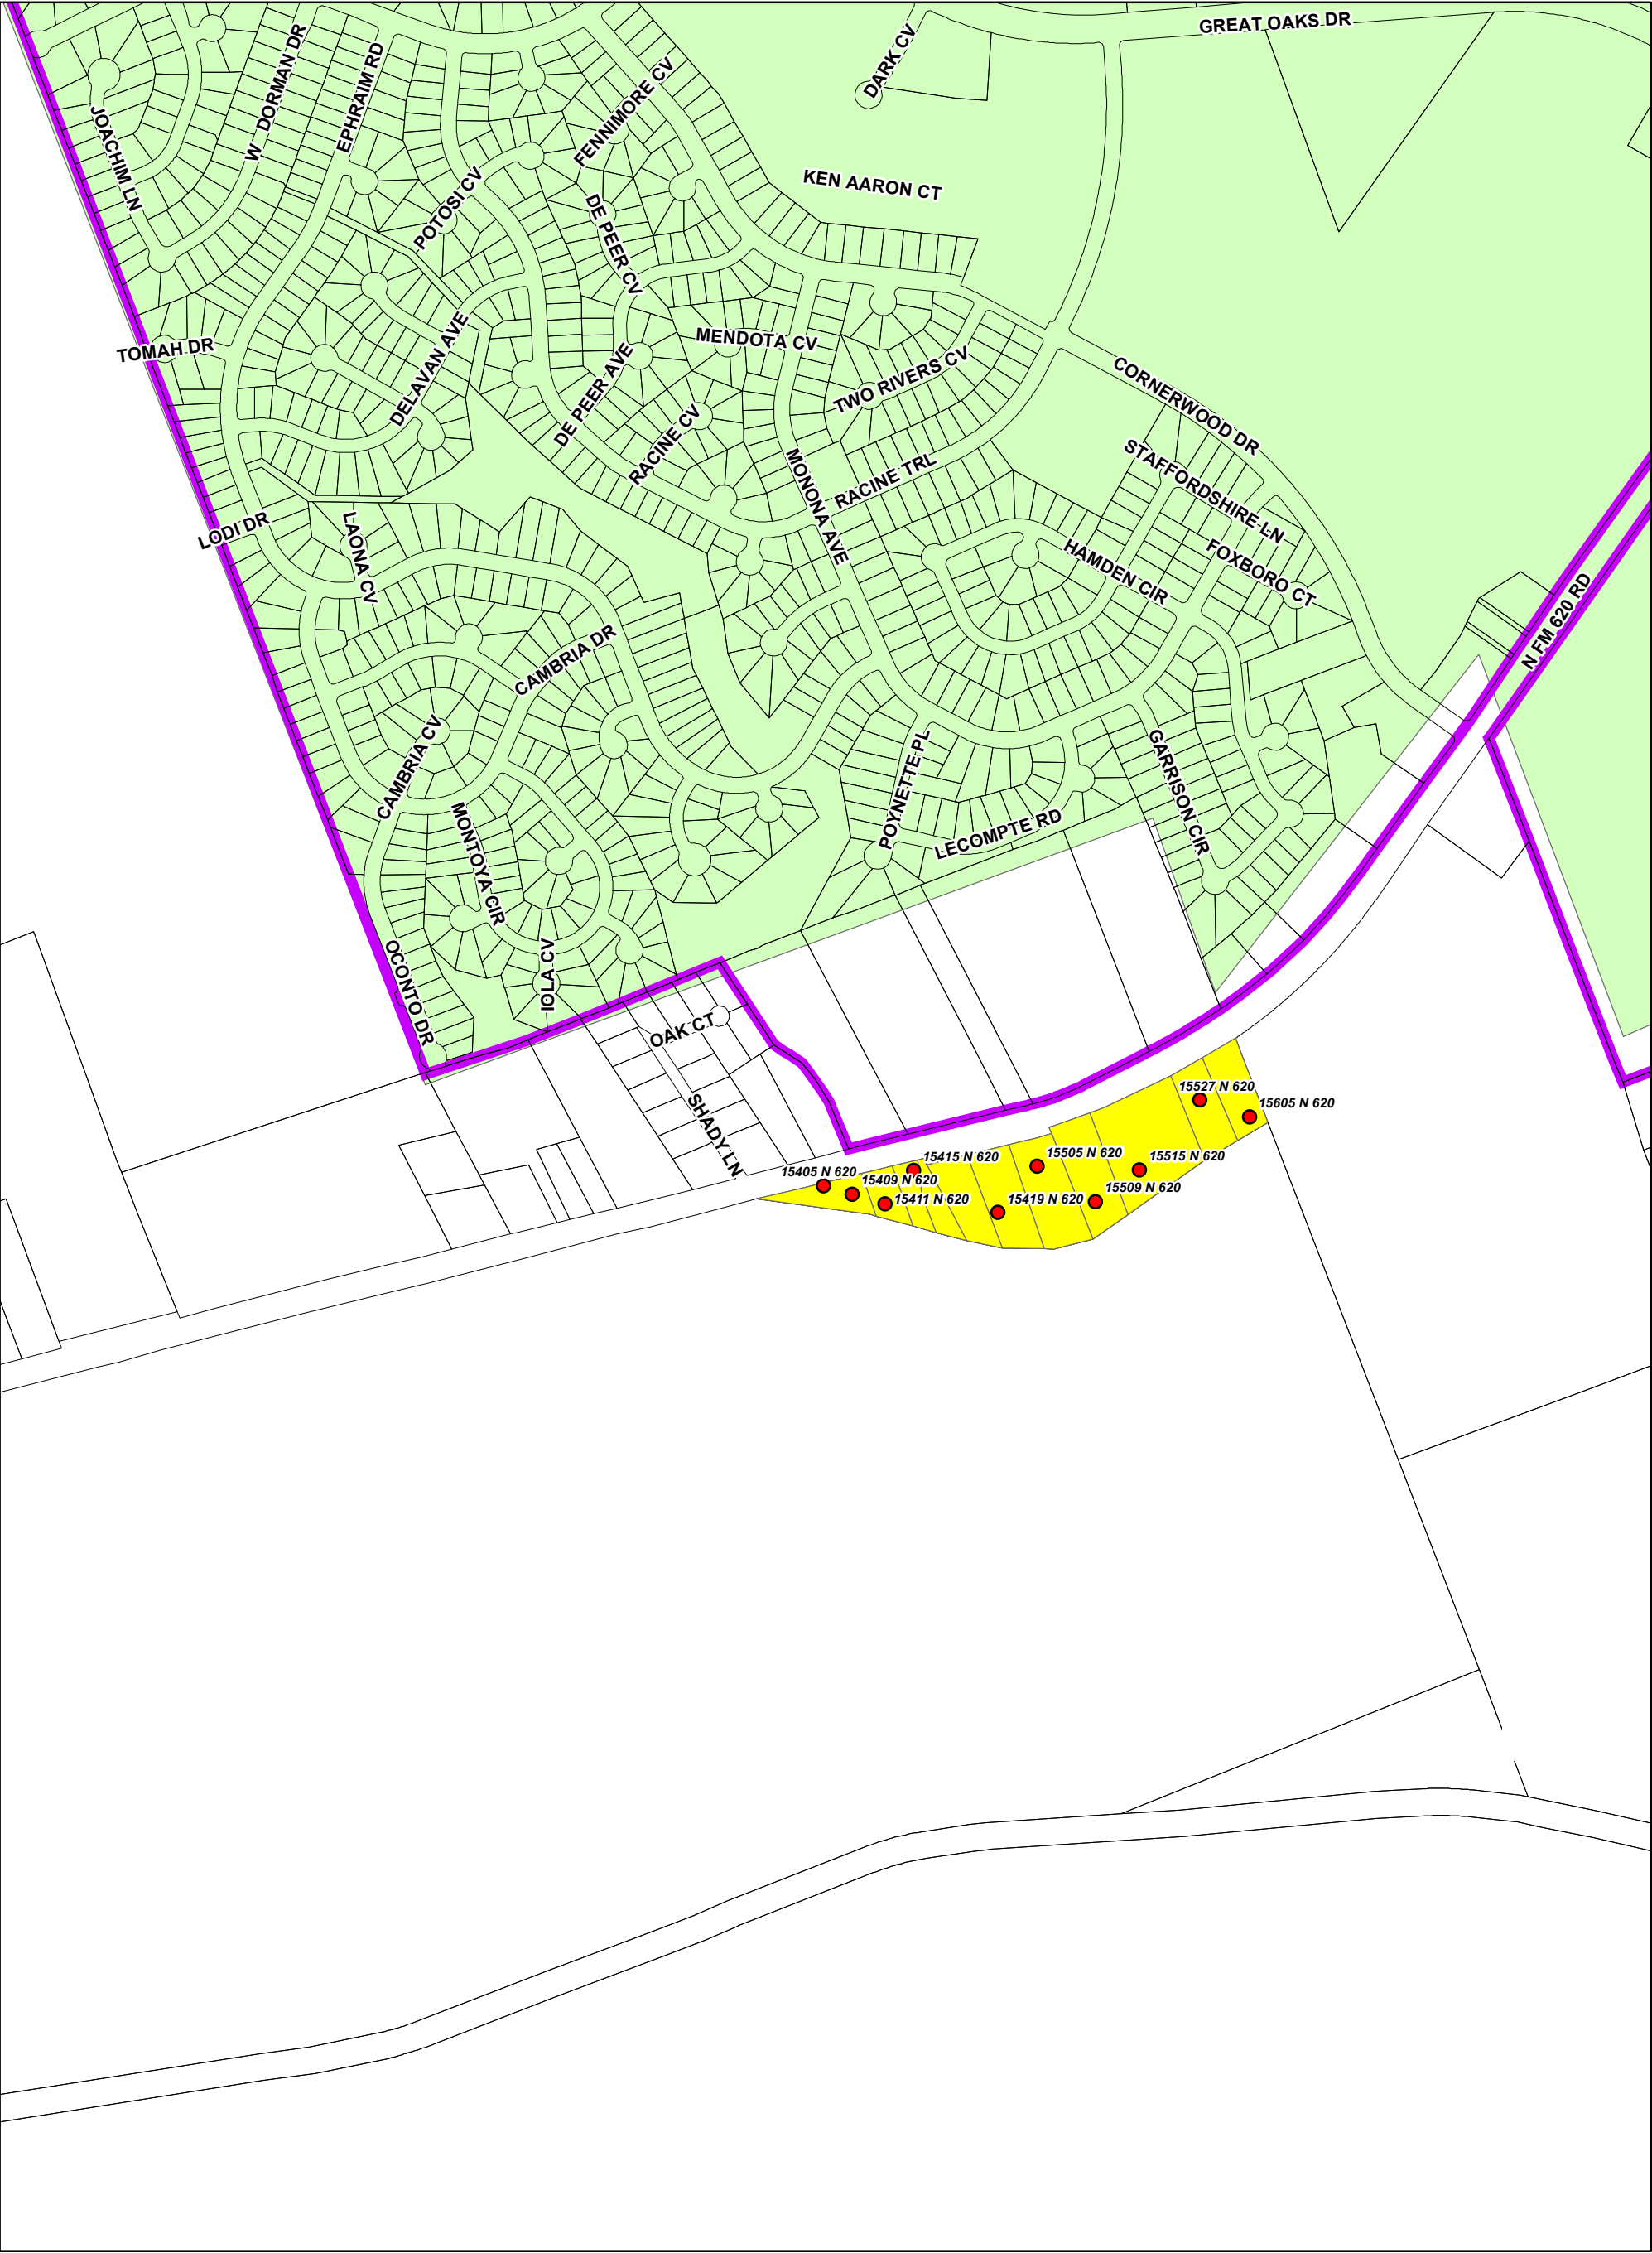 GREAT OAKS DR
DARK CV
W DORMAN DR
EPHRAIM RD
FENNIMORE CV
JOACHIM LN
KEN AARON CT
POTOSI CV
DE PEER CV
TOMAH DR
MENDOTA CV
DELAVAN AVE
DE PEER AVE
TWO RIVERS CV
CORNERWOOD DR
RACINE CV
RACINE TRL
MONONA AVE
STAFFORDSHIRE LN
LODI DR
LAONA CV
HAMDEN CIR
FOXBORO CT
N FM 620 RD
CAMBRIA DR
CAMBRIA CV
POYNETTE PL
GARRISON CIR
MONTOYA CIR
LECOMPTE RD
OCONTO DR
IOLA CV
OAK CT
SHADY LN
15527 N 620
15605 N 620
15415 N 620
15505 N 620
15515 N 620
15405 N 620
15409 N 620
15411 N 620
15419 N 620
15509 N 620